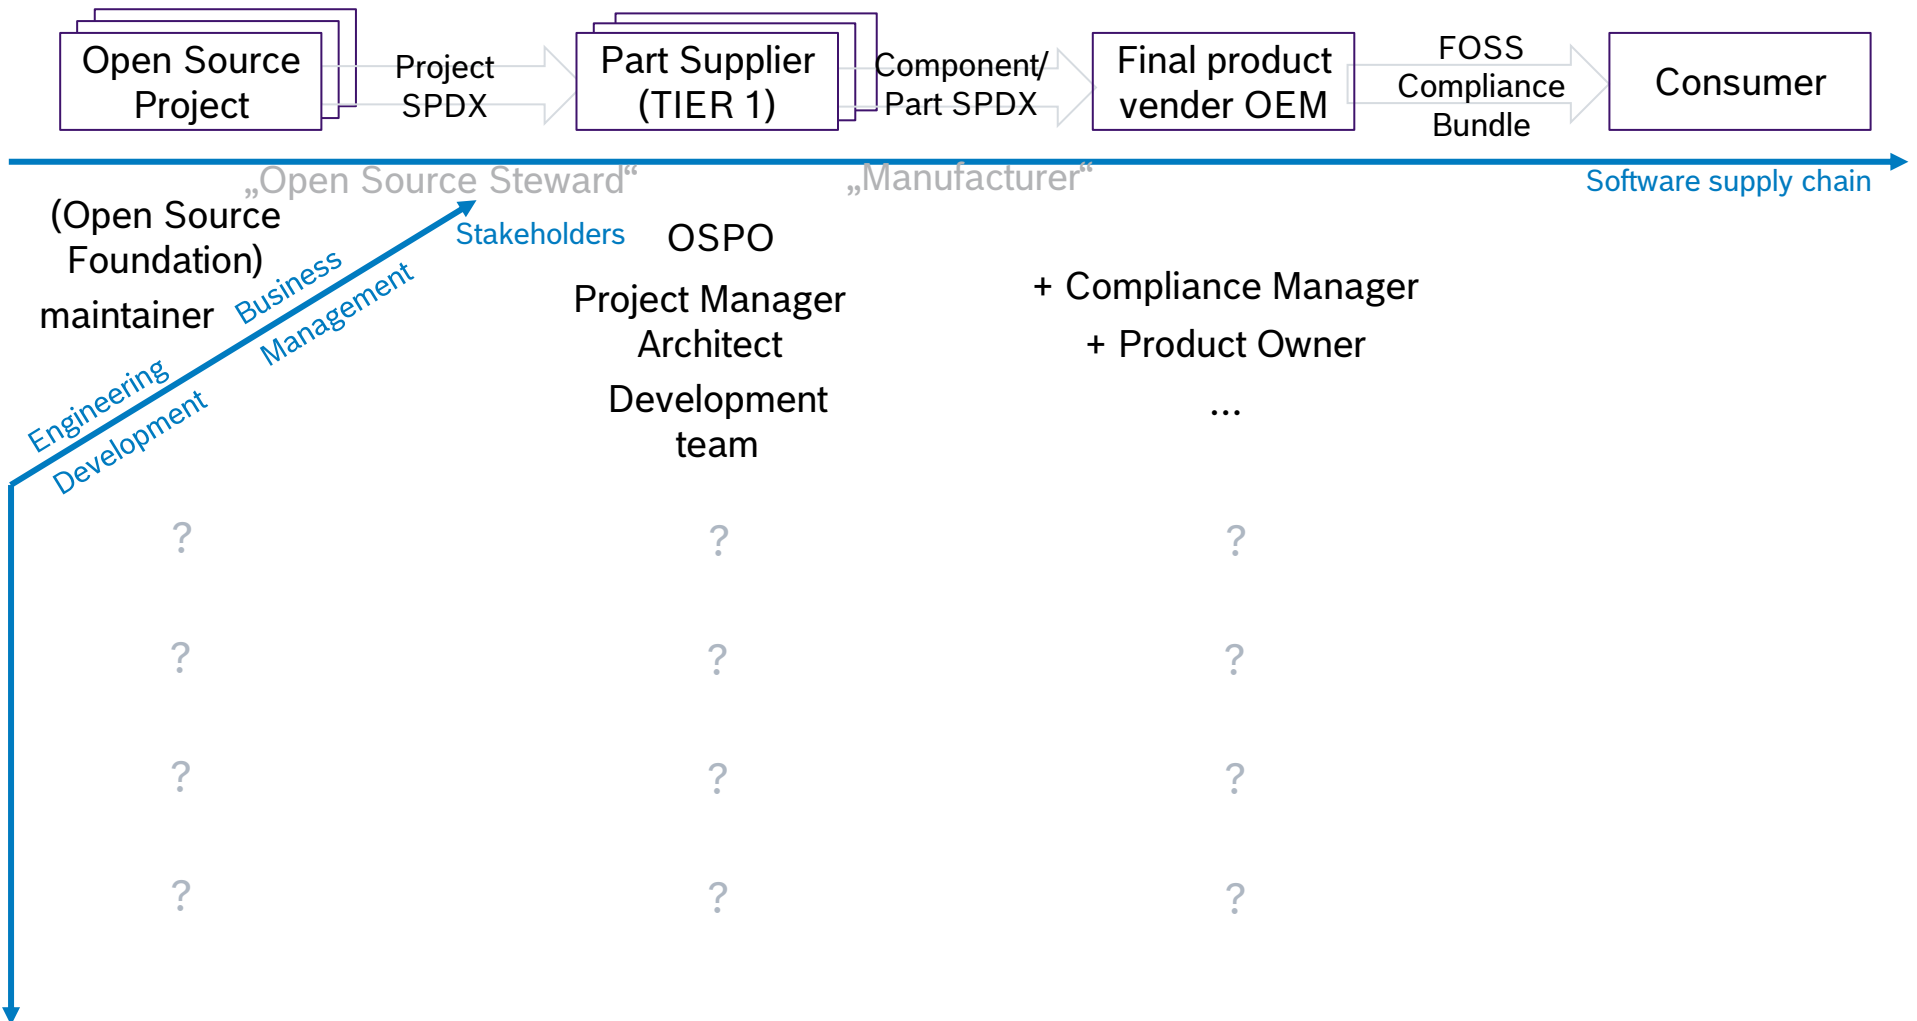 Open Source
Project
Project
SPDX
Part Supplier
(TIER 1)
Component/
Part SPDX
Final product
vender OEM
FOSS
Compliance
Bundle
Consumer
„Open Source Steward“
„Manufacturer“
Software supply chain
(Open Source
Foundation)
maintainer
Business
Management
Engineering
Development
Stakeholders
OSPO
Project Manager
Architect
Development
team
+ Compliance Manager
+ Product Owner
...
? ? ?
? ? ?
? ? ?
? ? ?